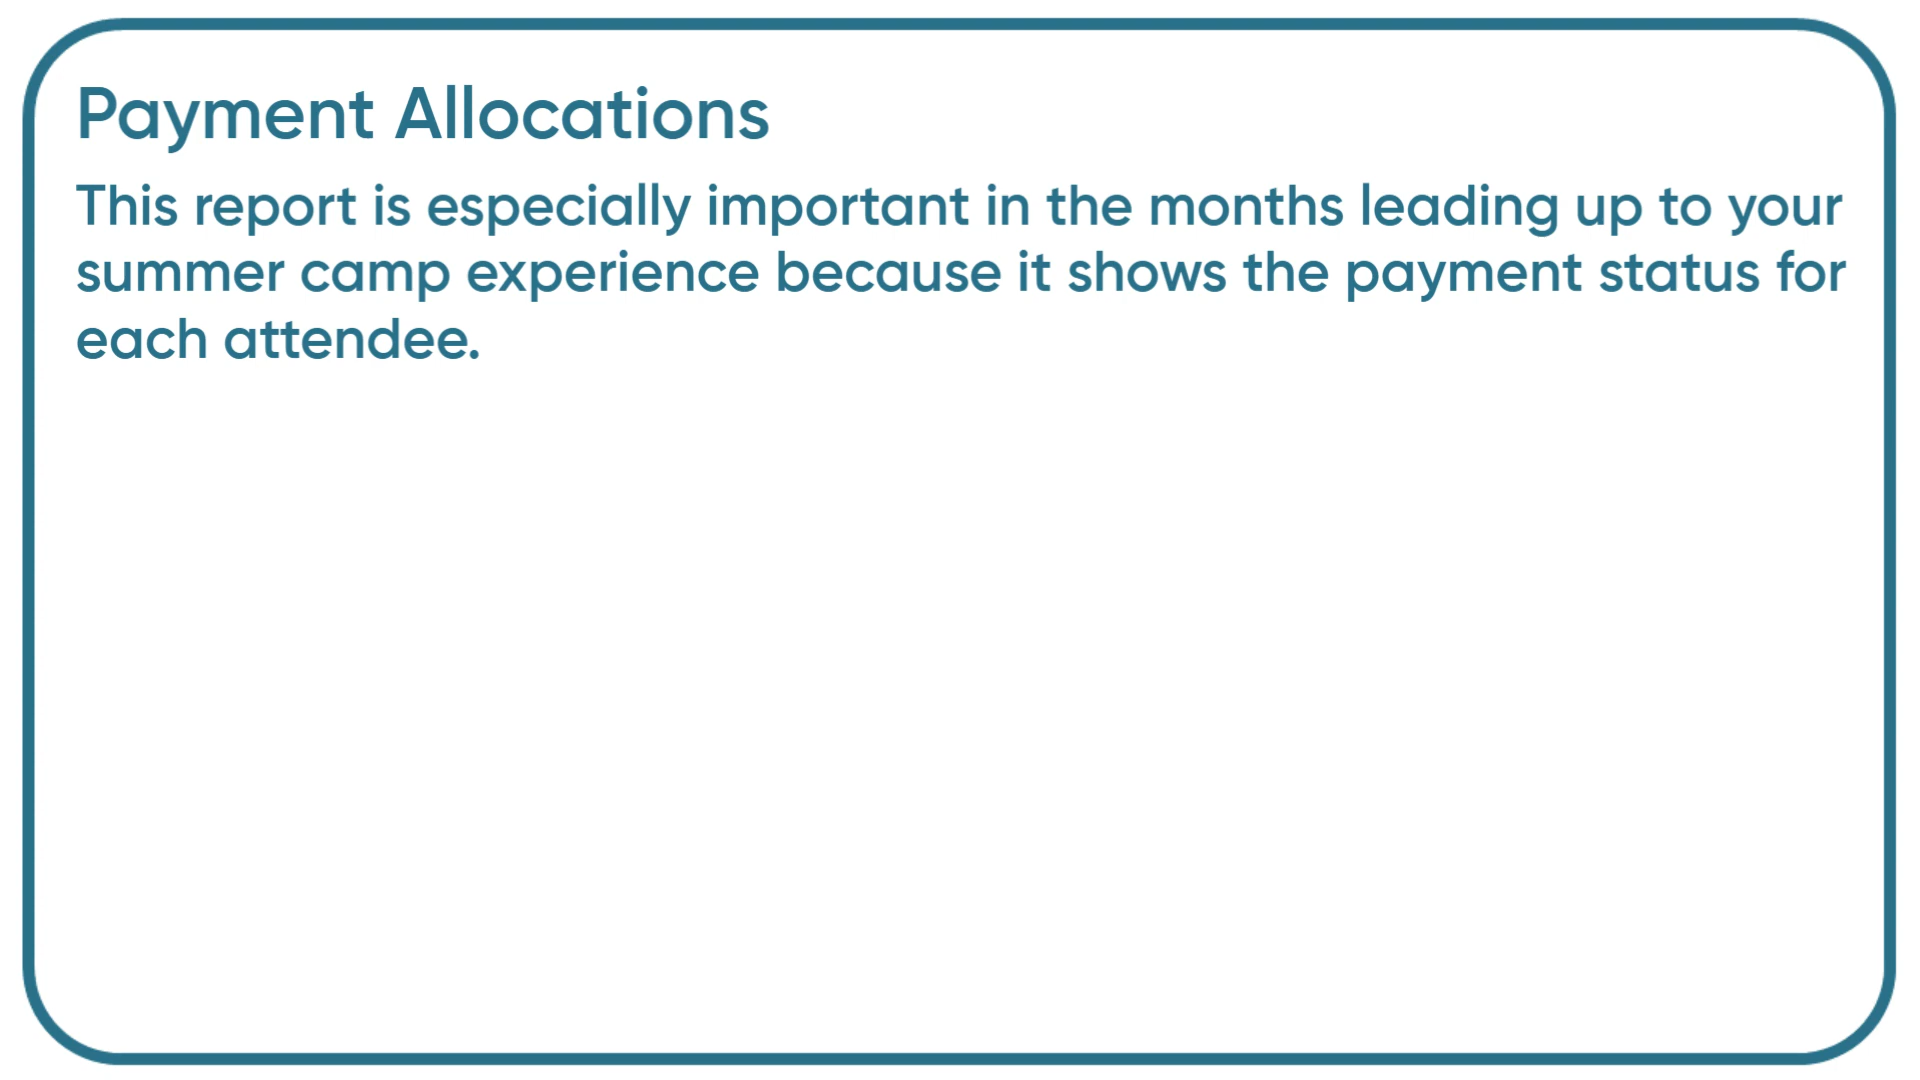 Payment Allocations
This report is especially important in the months leading up to your
summer camp experience because it shows the payment status for
each attendee.